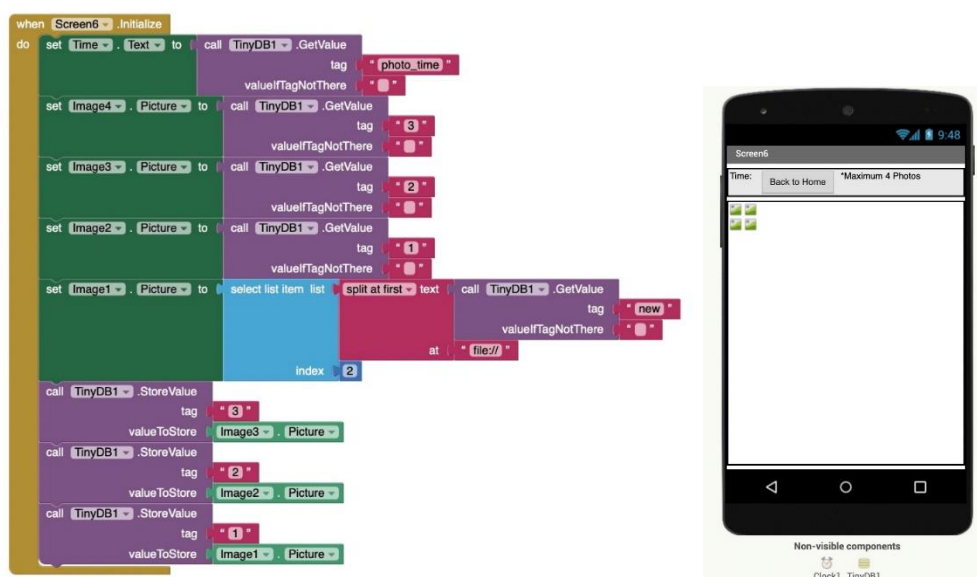 when Screen6 .Initialize
do set Time . Text to call TinyDB1 .GetValue
tag " photo_time "
valueIfTagNotThere " "
set Image4 . Picture to call TinyDB1 .GetValue
tag " 3 "
valueIfTagNotThere " "
set Image3 . Picture to call TinyDB1 .GetValue
tag " 2 "
valueIfTagNotThere " "
set Image2 . Picture to call TinyDB1 .GetValue
tag " 1 "
valueIfTagNotThere " "
set Image1 . Picture to select list item list split at first text call TinyDB1 .GetValue
tag " new "
valueIfTagNotThere " "
at " file:// "
index 2
call TinyDB1 .StoreValue
tag " 3 "
valueToStore Image3 . Picture
call TinyDB1 .StoreValue
tag " 2 "
valueToStore Image2 . Picture
call TinyDB1 .StoreValue
tag " 1 "
valueToStore Image1 . Picture
9:48
Screen6
Time: Back to Home *Maximum 4 Photos
Non-visible components
Clock1 TinyDB1